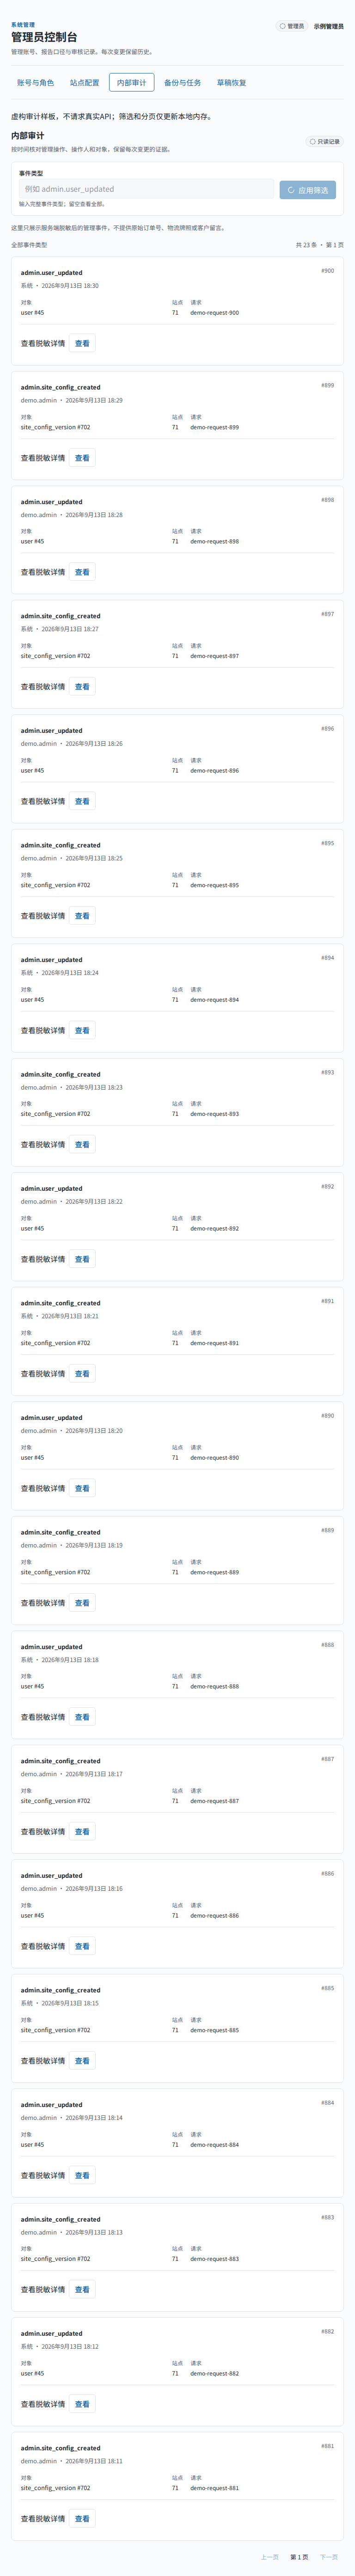 系统管理
管理员控制台
管理账号、报告口径与审核记录。每次变更保留历史。
管理员 示例管理员
账号与角色 站点配置 内部审计 备份与任务 草稿恢复
虚构审计样板，不请求真实API；筛选和分页仅更新本地内存。
内部审计
按时间核对管理操作、操作人和对象，保留每次变更的证据。
只读记录
事件类型
例如 admin.user_updated
应用筛选
输入完整事件类型；留空查看全部。
这里只展示服务端脱敏后的管理事件，不提供原始订单号、物流牌照或客户留言。
全部事件类型 共 23 条 · 第 1 页
admin.user_updated #900
系统 · 2026年9月13日 18:30
对象 站点 请求
user #45 71 demo-request-900
查看脱敏详情 查看
admin.site_config_created #899
demo.admin · 2026年9月13日 18:29
对象 站点 请求
site_config_version #702 71 demo-request-899
查看脱敏详情 查看
admin.user_updated #898
demo.admin · 2026年9月13日 18:28
对象 站点 请求
user #45 71 demo-request-898
查看脱敏详情 查看
admin.site_config_created #897
系统 · 2026年9月13日 18:27
对象 站点 请求
site_config_version #702 71 demo-request-897
查看脱敏详情 查看
admin.user_updated #896
demo.admin · 2026年9月13日 18:26
对象 站点 请求
user #45 71 demo-request-896
查看脱敏详情 查看
admin.site_config_created #895
demo.admin · 2026年9月13日 18:25
对象 站点 请求
site_config_version #702 71 demo-request-895
查看脱敏详情 查看
admin.user_updated #894
系统 · 2026年9月13日 18:24
对象 站点 请求
user #45 71 demo-request-894
查看脱敏详情 查看
admin.site_config_created #893
demo.admin · 2026年9月13日 18:23
对象 站点 请求
site_config_version #702 71 demo-request-893
查看脱敏详情 查看
admin.user_updated #892
demo.admin · 2026年9月13日 18:22
对象 站点 请求
user #45 71 demo-request-892
查看脱敏详情 查看
admin.site_config_created #891
系统 · 2026年9月13日 18:21
对象 站点 请求
site_config_version #702 71 demo-request-891
查看脱敏详情 查看
admin.user_updated #890
demo.admin · 2026年9月13日 18:20
对象 站点 请求
user #45 71 demo-request-890
查看脱敏详情 查看
admin.site_config_created #889
demo.admin · 2026年9月13日 18:19
对象 站点 请求
site_config_version #702 71 demo-request-889
查看脱敏详情 查看
admin.user_updated #888
系统 · 2026年9月13日 18:18
对象 站点 请求
user #45 71 demo-request-888
查看脱敏详情 查看
admin.site_config_created #887
demo.admin · 2026年9月13日 18:17
对象 站点 请求
site_config_version #702 71 demo-request-887
查看脱敏详情 查看
admin.user_updated #886
demo.admin · 2026年9月13日 18:16
对象 站点 请求
user #45 71 demo-request-886
查看脱敏详情 查看
admin.site_config_created #885
系统 · 2026年9月13日 18:15
对象 站点 请求
site_config_version #702 71 demo-request-885
查看脱敏详情 查看
admin.user_updated #884
demo.admin · 2026年9月13日 18:14
对象 站点 请求
user #45 71 demo-request-884
查看脱敏详情 查看
admin.site_config_created #883
demo.admin · 2026年9月13日 18:13
对象 站点 请求
site_config_version #702 71 demo-request-883
查看脱敏详情 查看
admin.user_updated #882
系统 · 2026年9月13日 18:12
对象 站点 请求
user #45 71 demo-request-882
查看脱敏详情 查看
admin.site_config_created #881
demo.admin · 2026年9月13日 18:11
对象 站点 请求
site_config_version #702 71 demo-request-881
查看脱敏详情 查看
上一页 第 1 页 下一页